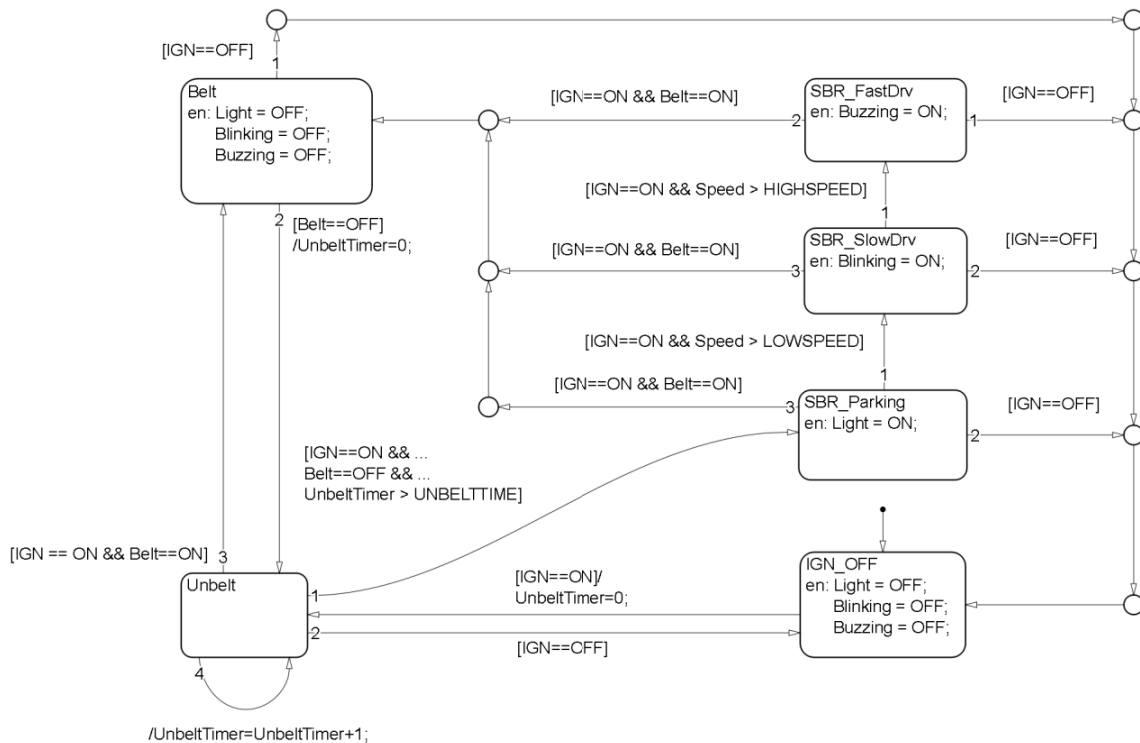 [IGN==OFF]
1
Belt
en: Light = OFF;
Blinking = OFF;
Buzzing = OFF;
2
[Belt==OFF]
/UnbeltTimer=0;
[IGN==ON && Belt==ON]
2
SBR_FastDrv
en: Buzzing = ON;
1
[IGN==OFF]
[IGN==ON && Speed > HIGHSPEED]
1
[IGN==ON && Belt==ON]
3
SBR_SlowDrv
en: Blinking = ON;
2
[IGN==OFF]
[IGN==ON && Speed > LOWSPEED]
1
[IGN==ON && Belt==ON]
3
SBR_Parking
en: Light = ON;
2
[IGN==OFF]
[IGN==ON && ...
Belt==OFF && ...
UnbeltTimer > UNBELTTIME]
[IGN == ON && Belt==ON]
3
Unbelt
1
2
4
[IGN==ON]/
UnbeltTimer=0;
[IGN==OFF]
IGN_OFF
en: Light = OFF;
Blinking = OFF;
Buzzing = OFF;
/UnbeltTimer=UnbeltTimer+1;